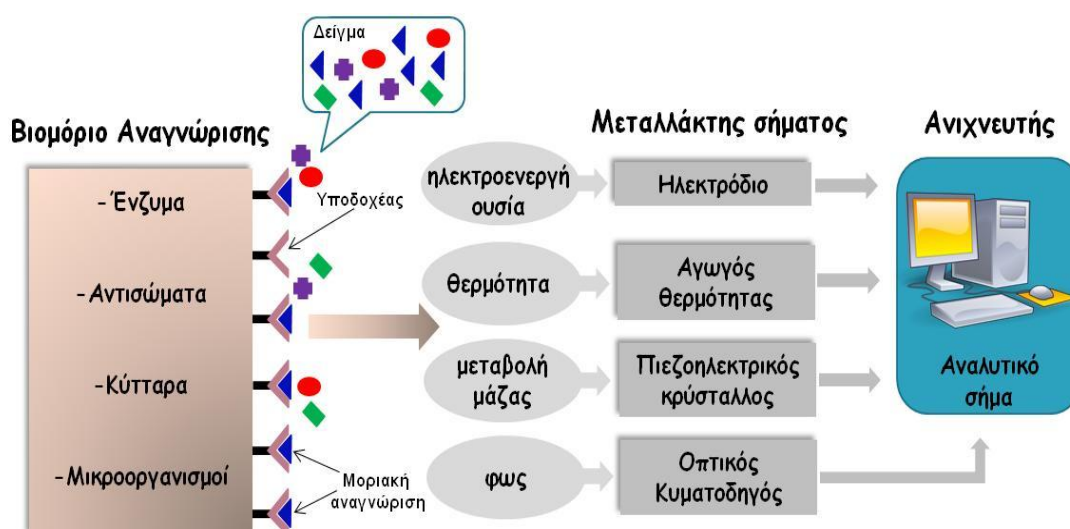 Δείγμα
Βιομόριο Αναγνώρισης
-Ένζυμα
-Αντισώματα
-Κύτταρα
-Μικροοργανισμοί
Υποδοχέας
Μοριακή
αναγνώριση
ηλεκτροενεργή
ουσία
θερμότητα
μεταβολή
μάζας
φως
Μεταλλάκτης σήματος
Ηλεκτρόδιο
Αγωγός
θερμότητας
Πιεζοηλεκτρικός
κρύσταλλος
Οπτικός
Κυματοδηγός
Ανιχνευτής
Αναλυτικό
σήμα